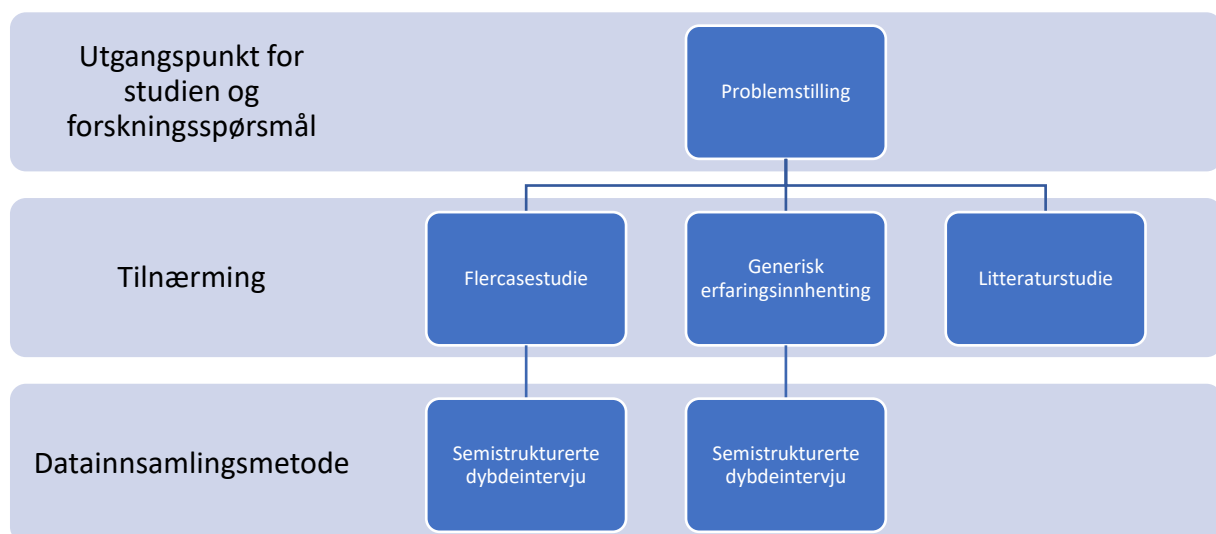 Utgangspunkt for
studien og
forskningsspørsmål
Problemstilling
Tilnærming
Flercasestudie
Generisk
erfaringsinnhenting
Litteraturstudie
Datainnsamlingsmetode
Semistrukturerte
dybdeintervju
Semistrukturerte
dybdeintervju